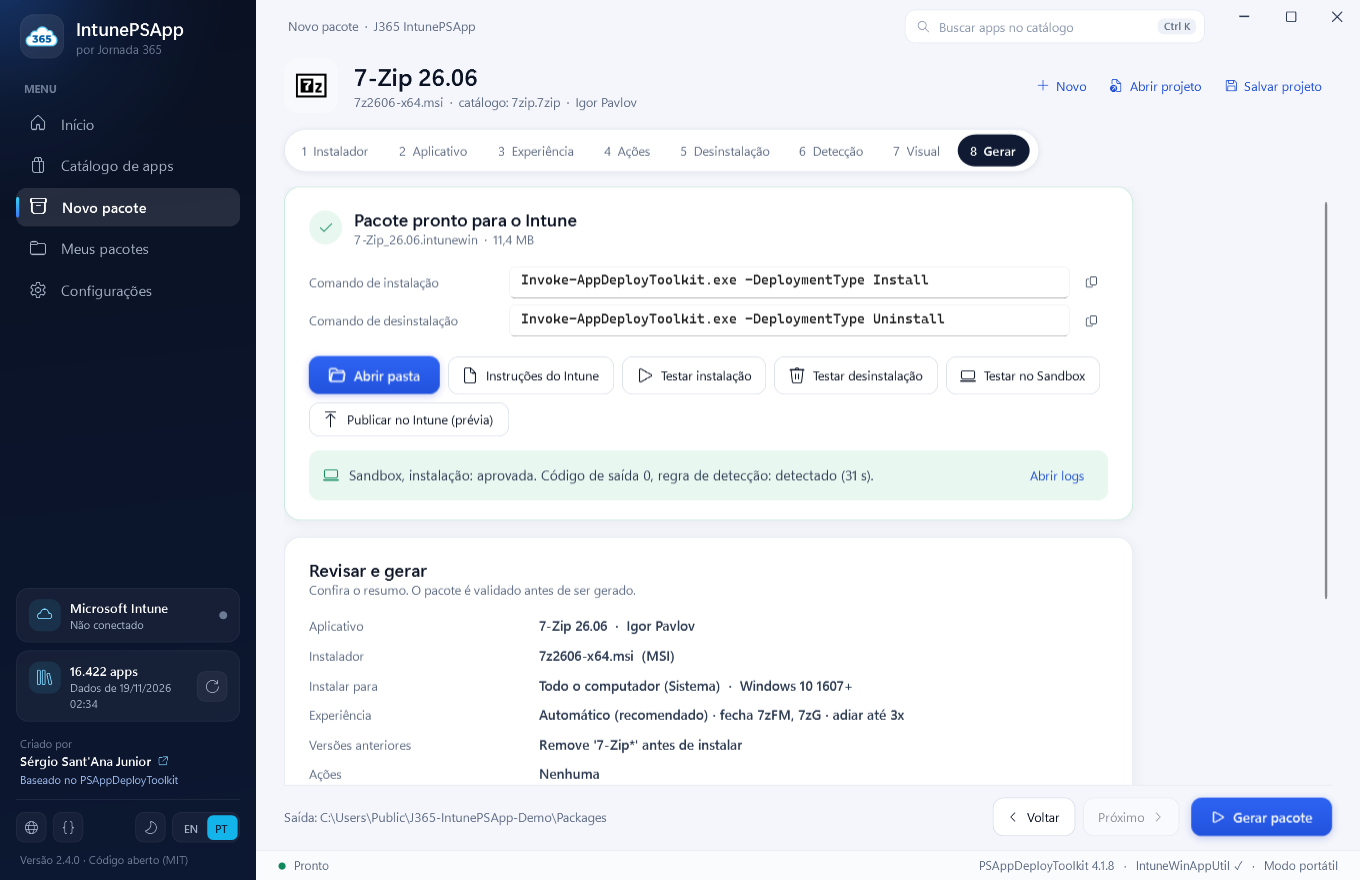 365
IntunePSApp
por Jornada 365
MENU
Início
Catálogo de apps
Novo pacote
Meus pacotes
Configurações
Microsoft Intune
Não conectado
16.422 apps
Dados de 19/11/2026
02:34
Criado por
Sérgio Sant'Ana Junior
Baseado no PSAppDeployToolkit
{} EN PT
Versão 2.4.0 · Código aberto (MIT)
Novo pacote · J365 IntunePSApp
Buscar apps no catálogo Ctrl K
7z
7-Zip 26.06
7z2606-x64.msi · catálogo: 7zip.7zip · Igor Pavlov
Novo Abrir projeto Salvar projeto
1 Instalador 2 Aplicativo 3 Experiência 4 Ações 5 Desinstalação 6 Detecção 7 Visual 8 Gerar
Pacote pronto para o Intune
7-Zip_26.06.intunewin · 11,4 MB
Comando de instalação Invoke-AppDeployToolkit.exe -DeploymentType Install
Comando de desinstalação Invoke-AppDeployToolkit.exe -DeploymentType Uninstall
Abrir pasta Instruções do Intune Testar instalação Testar desinstalação Testar no Sandbox
Publicar no Intune (prévia)
Sandbox, instalação: aprovada. Código de saída 0, regra de detecção: detectado (31 s). Abrir logs
Revisar e gerar
Confira o resumo. O pacote é validado antes de ser gerado.
Aplicativo 7-Zip 26.06 · Igor Pavlov
Instalador 7z2606-x64.msi (MSI)
Instalar para Todo o computador (Sistema) · Windows 10 1607+
Experiência Automático (recomendado) · fecha 7zFM, 7zG · adiar até 3x
Versões anteriores Remove '7-Zip*' antes de instalar
Ações Nenhuma
Saída: C:\Users\Public\J365-IntunePSApp-Demo\Packages
Voltar Próximo Gerar pacote
Pronto
PSAppDeployToolkit 4.1.8 · IntuneWinAppUtil ✓ · Modo portátil